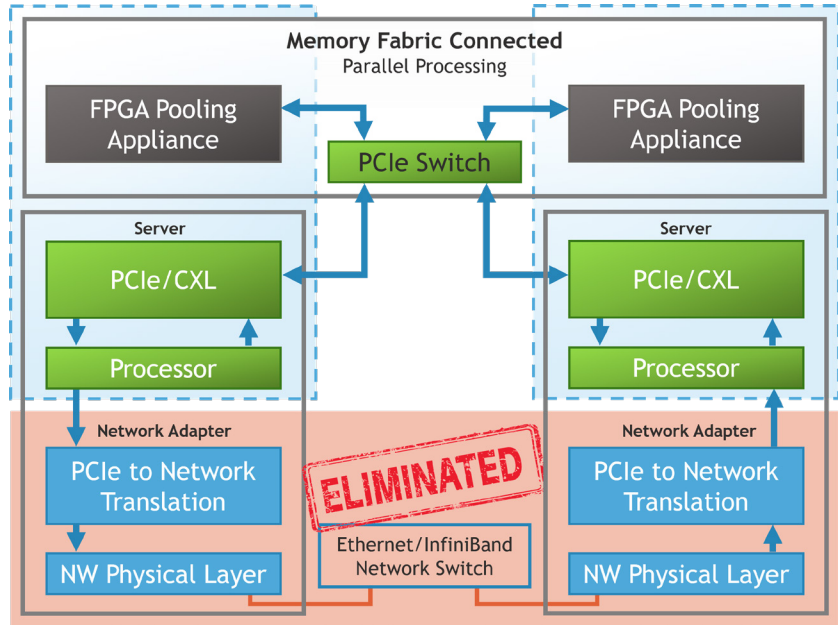 Memory Fabric Connected
Parallel Processing
FPGA Pooling
Appliance
FPGA Pooling
Appliance
PCIe Switch
Server
PCIe/CXL
Processor
Server
PCIe/CXL
Processor
Network Adapter
PCIe to Network
Translation
NW Physical Layer
ELIMINATED
Ethernet/InfiniBand
Network Switch
Network Adapter
PCIe to Network
Translation
NW Physical Layer